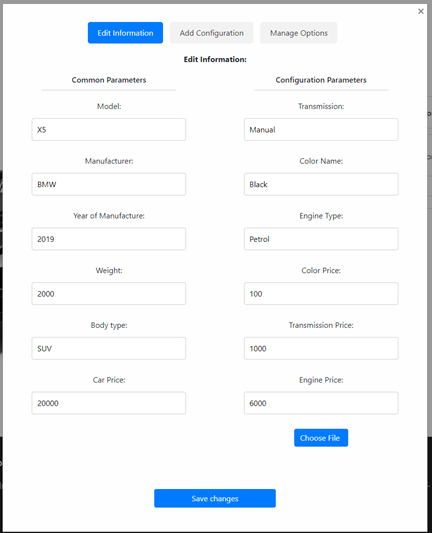 ×
Edit Information
Add Configuration
Manage Options
Edit Information:
Common Parameters
Configuration Parameters
Model:
Transmission:
X5
Manual
Manufacturer:
Color Name:
BMW
Black
Year of Manufacture:
Engine Type:
2019
Petrol
Weight:
Color Price:
2000
100
Body type:
Transmission Price:
SUV
1000
Car Price:
Engine Price:
20000
6000
Choose File
Save changes